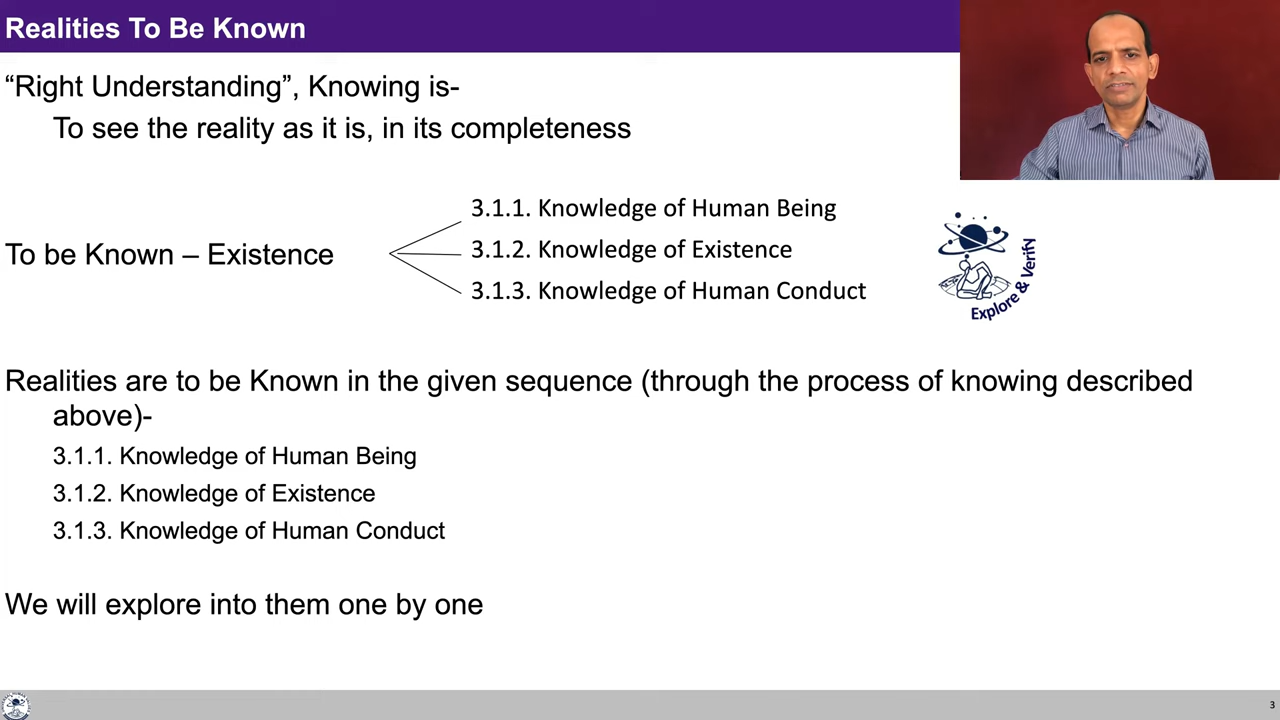 Realities To Be Known
“Right Understanding”, Knowing is-
To see the reality as it is, in its completeness
To be Known – Existence
3.1.1. Knowledge of Human Being
3.1.2. Knowledge of Existence
3.1.3. Knowledge of Human Conduct
Explore & Verify
Realities are to be Known in the given sequence (through the process of knowing described
above)-
3.1.1. Knowledge of Human Being
3.1.2. Knowledge of Existence
3.1.3. Knowledge of Human Conduct
We will explore into them one by one
3